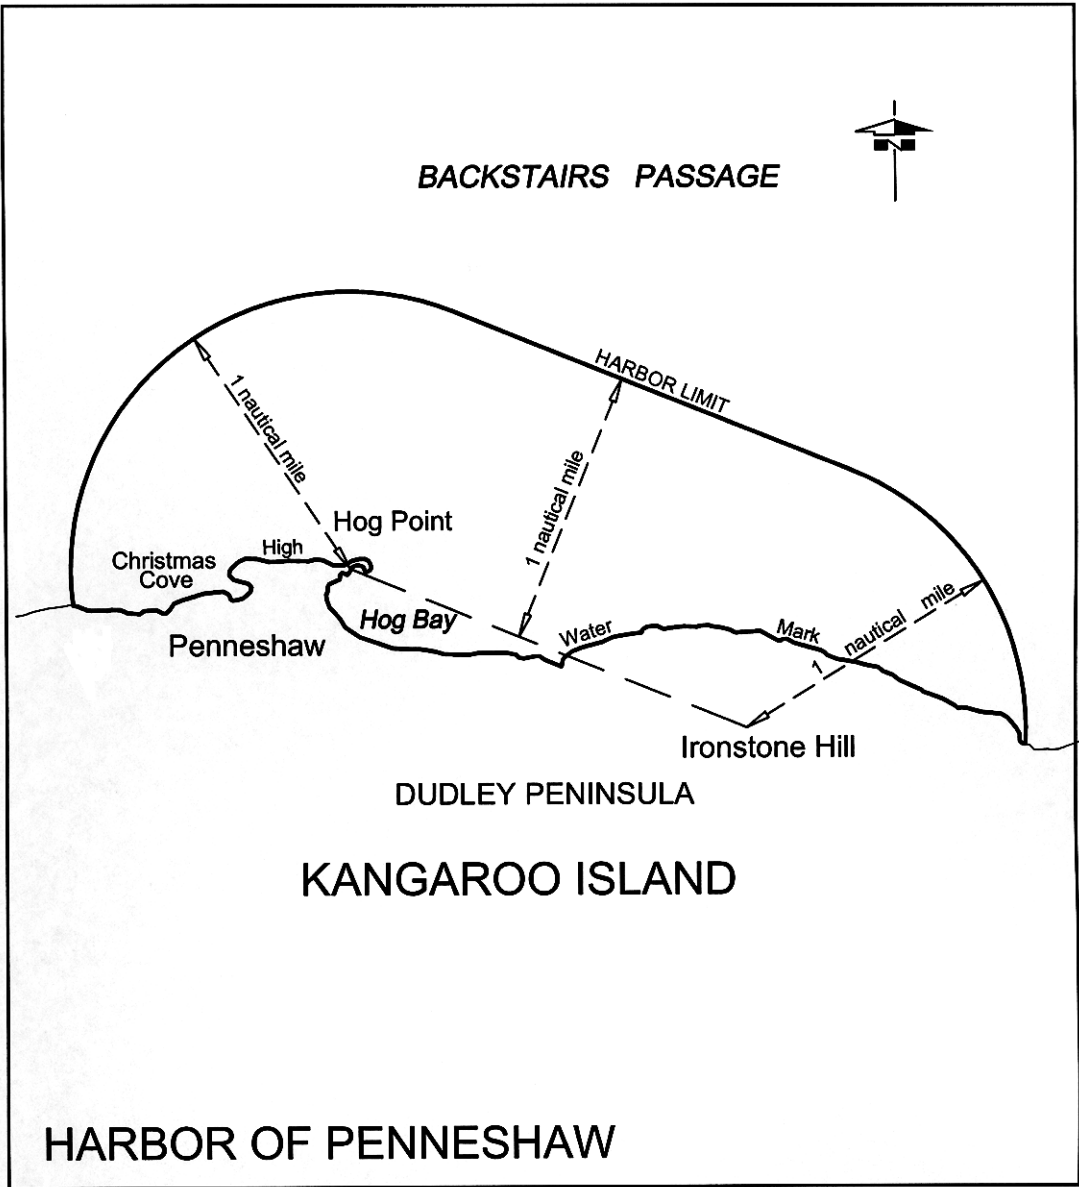 N
BACKSTAIRS PASSAGE
HARBOR LIMIT
1 nautical mile
1 nautical mile
Hog Point
High
Christmas
Cove
Hog Bay
Water
Mark
1 nautical mile
Penneshaw
Ironstone Hill
DUDLEY PENINSULA
KANGAROO ISLAND
HARBOR OF PENNESHAW